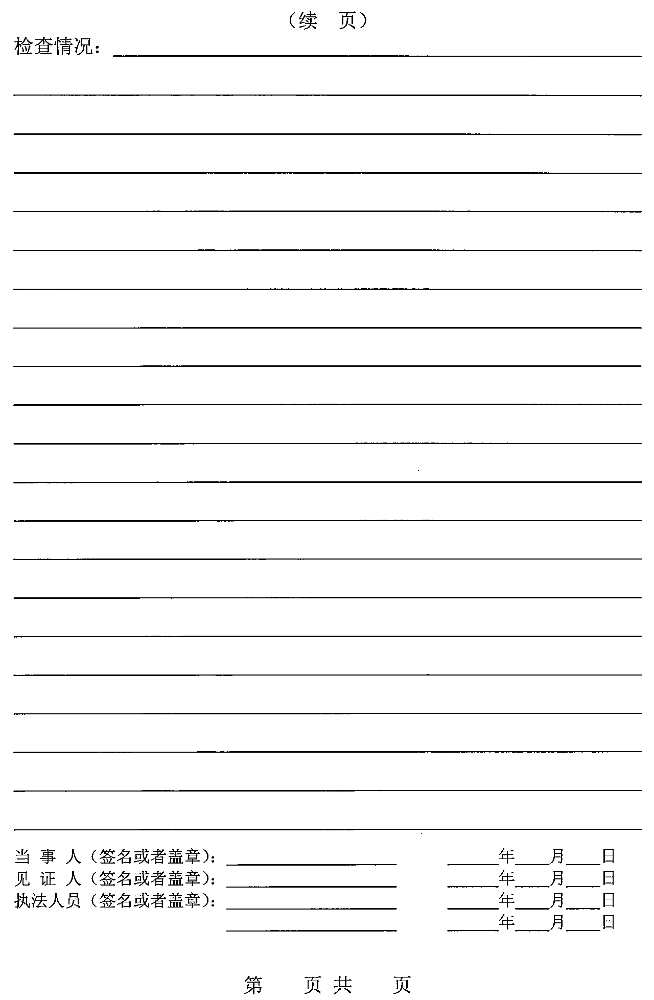 （续　页）
检查情况：
当 事 人（签名或者盖章）： 年 月 日
见 证 人（签名或者盖章）： 年 月 日
执法人员（签名或者盖章）： 年 月 日
年 月 日
第　　页 共　　页